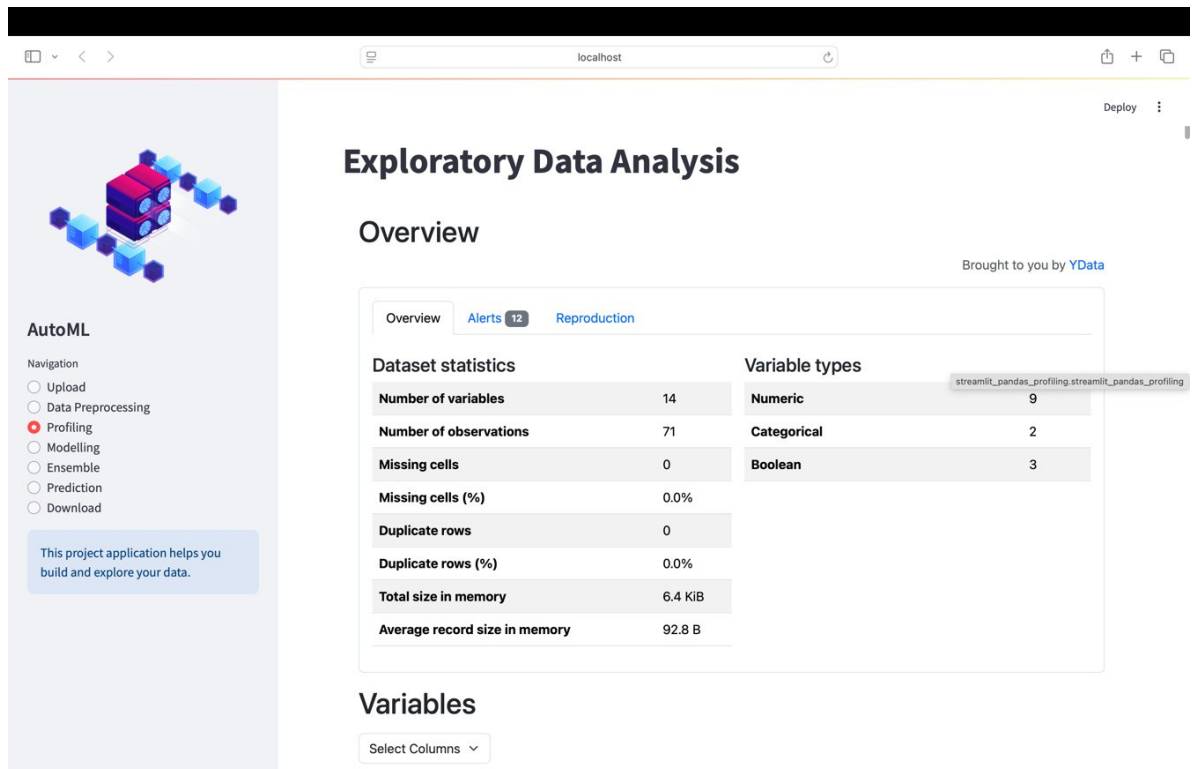 localhost
Deploy
Exploratory Data Analysis
Overview
Brought to you by YData
AutoML
Navigation
Upload
Data Preprocessing
Profiling
Modelling
Ensemble
Prediction
Download
This project application helps you
build and explore your data.
Overview Alerts 12 Reproduction
Dataset statistics
Number of variables 14
Number of observations 71
Missing cells 0
Missing cells (%) 0.0%
Duplicate rows 0
Duplicate rows (%) 0.0%
Total size in memory 6.4 KiB
Average record size in memory 92.8 B
Variable types
streamlit_pandas_profiling.streamlit_pandas_profiling
Numeric 9
Categorical 2
Boolean 3
Variables
Select Columns